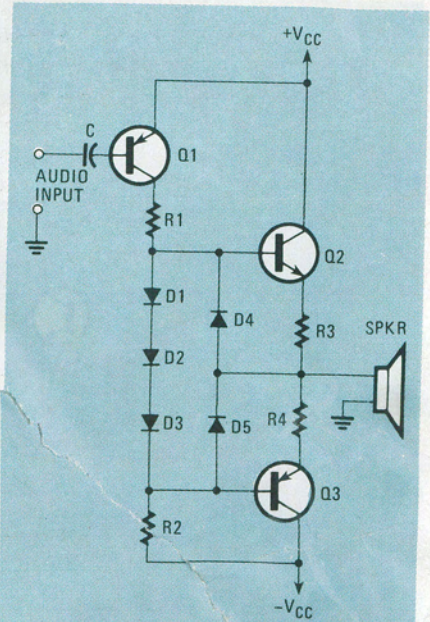 +VCC
C
Q1
AUDIO
INPUT
R1
Q2
D1
D4
R3
SPKR
D2
D3
D5
R4
Q3
R2
-VCC